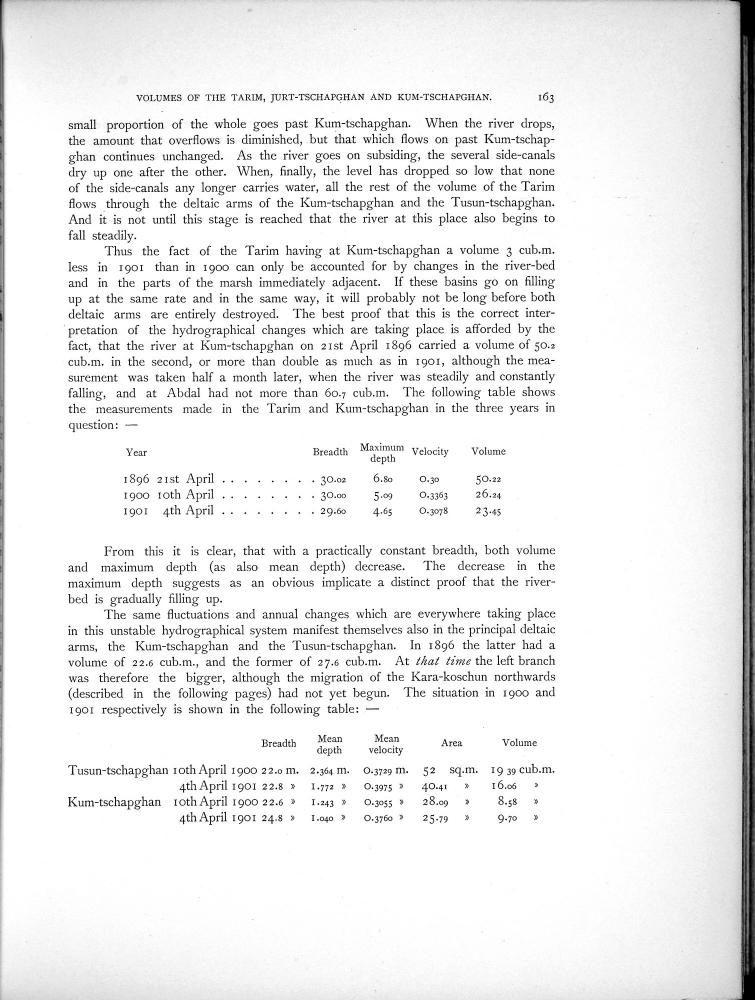 VOLUMES OF THE TARIM, JURT-TSCHAPGHAN AND KUM-TSCHAPGHAN. 163
small proportion of the whole goes past Kum-tschapghan. When the river drops,
the amount that overflows is diminished, but that which flows on past Kum-tschap-
ghan continues unchanged. As the river goes on subsiding, the several side-canals
dry up one after the other. When, finally, the level has dropped so low that none
of the side-canals any longer carries water, all the rest of the volume of the Tarim
flows through the deltaic arms of the Kum-tschapghan and the Tusun-tschapghan.
And it is not until this stage is reached that the river at this place also begins to
fall steadily.
Thus the fact of the Tarim having at Kum-tschapghan a volume 3 cub.m.
less in 1901 than in 1900 can only be accounted for by changes in the river-bed
and in the parts of the marsh immediately adjacent. If these basins go on filling
up at the same rate and in the same way, it will probably not be long before both
deltaic arms are entirely destroyed. The best proof that this is the correct inter-
pretation of the hydrographical changes which are taking place is afforded by the
fact, that the river at Kum-tschapghan on 21st April 1896 carried a volume of 50.2
cub.m. in the second, or more than double as much as in 1901, although the mea-
surement was taken half a month later, when the river was steadily and constantly
falling, and at Abdal had not more than 60.7 cub.m. The following table shows
the measurements made in the Tarim and Kum-tschapghan in the three years in
question: —
Year Breadth Maximum depth Velocity Volume
1896 21st April . . . . . . . . 30.02 6.80 0.30 50.22
1900 10th April . . . . . . . . 30.00 5.09 0.3363 26.24
1901 4th April . . . . . . . . 29.60 4.65 0.3078 23.45
From this it is clear, that with a practically constant breadth, both volume
and maximum depth (as also mean depth) decrease. The decrease in the
maximum depth suggests as an obvious implicate a distinct proof that the river-
bed is gradually filling up.
The same fluctuations and annual changes which are everywhere taking place
in this unstable hydrographical system manifest themselves also in the principal deltaic
arms, the Kum-tschapghan and the Tusun-tschapghan. In 1896 the latter had a
volume of 22.6 cub.m., and the former of 27.6 cub.m. At that time the left branch
was therefore the bigger, although the migration of the Kara-koschun northwards
(described in the following pages) had not yet begun. The situation in 1900 and
1901 respectively is shown in the following table: —
Breadth Mean depth Mean velocity Area Volume
Tusun-tschapghan 10th April 1900 22.0 m. 2.364 m. 0.3729 m. 52 sq.m. 19 39 cub.m.
4th April 1901 22.8 » 1.772 » 0.3975 » 40.41 » 16.06 »
Kum-tschapghan 10th April 1900 22.6 » 1.243 » 0.3055 » 28.09 » 8.58 »
4th April 1901 24.8 » 1.040 » 0.3760 » 25.79 » 9.70 »